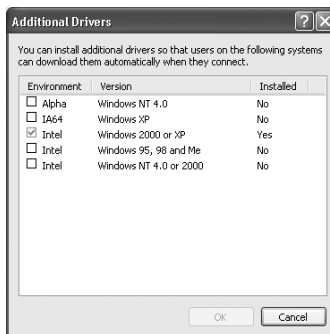 Additional Drivers
You can install additional drivers so that users on the following systems
can download them automatically when they connect.
Environment Version Installed
Alpha Windows NT 4.0 No
IA64 Windows XP No
Intel Windows 2000 or XP Yes
Intel Windows 95, 98 and Me No
Intel Windows NT 4.0 or 2000 No
OK Cancel